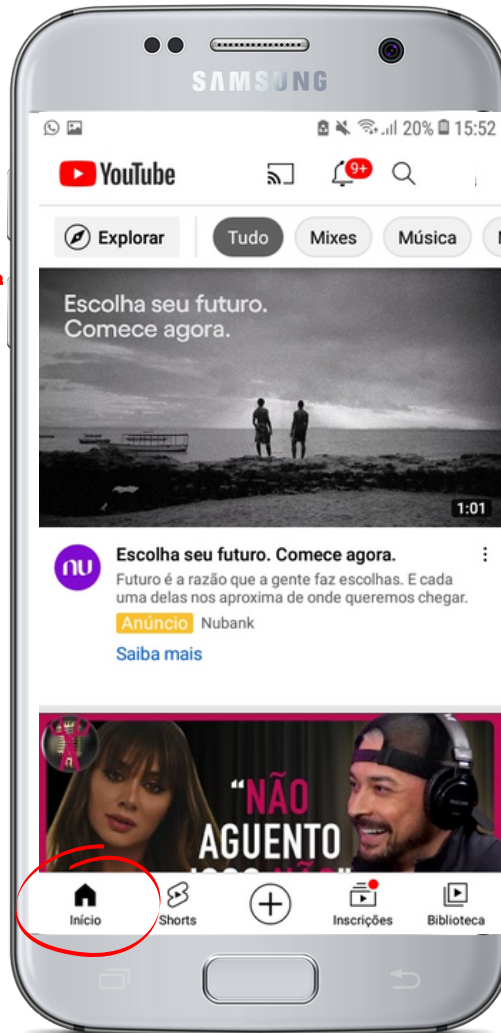 SAMSUNG
20% 15:52
YouTube
9+
Explorar
Tudo
Mixes
Música
Escolha seu futuro.
Comece agora.
1:01
nu
Escolha seu futuro. Comece agora.
Futuro é a razão que a gente faz escolhas. E cada
uma delas nos aproxima de onde queremos chegar.
Anúncio Nubank
Saiba mais
"NÃO
AGUENTO
Início
Shorts
Inscrições
Biblioteca